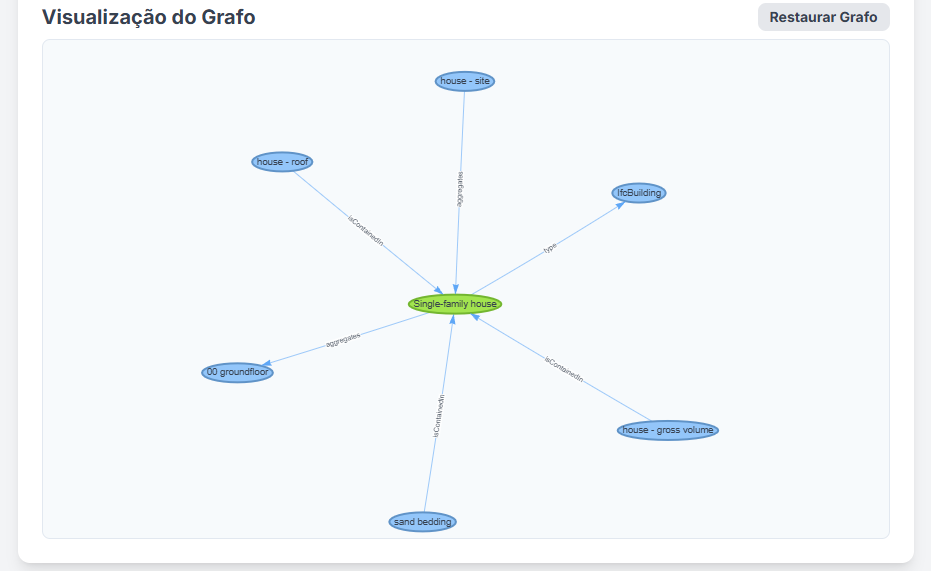 Visualização do Grafo
Restaurar Grafo
house - site
house - roof
aggregates
IfcBuilding
isContainedIn
type
Single-family house
aggregates
00 groundfloor
isContainedIn
isContainedIn
house - gross volume
sand bedding